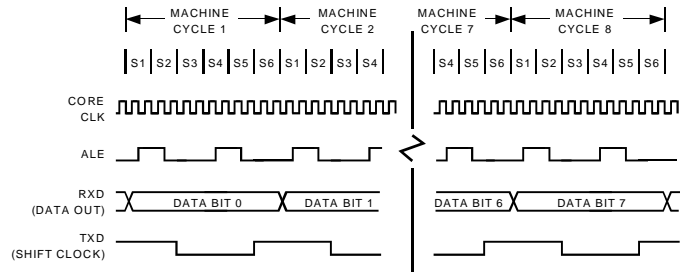 MACHINE CYCLE 1
MACHINE CYCLE 2
MACHINE CYCLE 7
MACHINE CYCLE 8
S1 S2 S3 S4 S5 S6 S1 S2 S3 S4
S4 S5 S6 S1 S2 S3 S4 S5 S6
CORE CLK
ALE
RXD (DATA OUT)
DATA BIT 0
DATA BIT 1
DATA BIT 6
DATA BIT 7
TXD (SHIFT CLOCK)